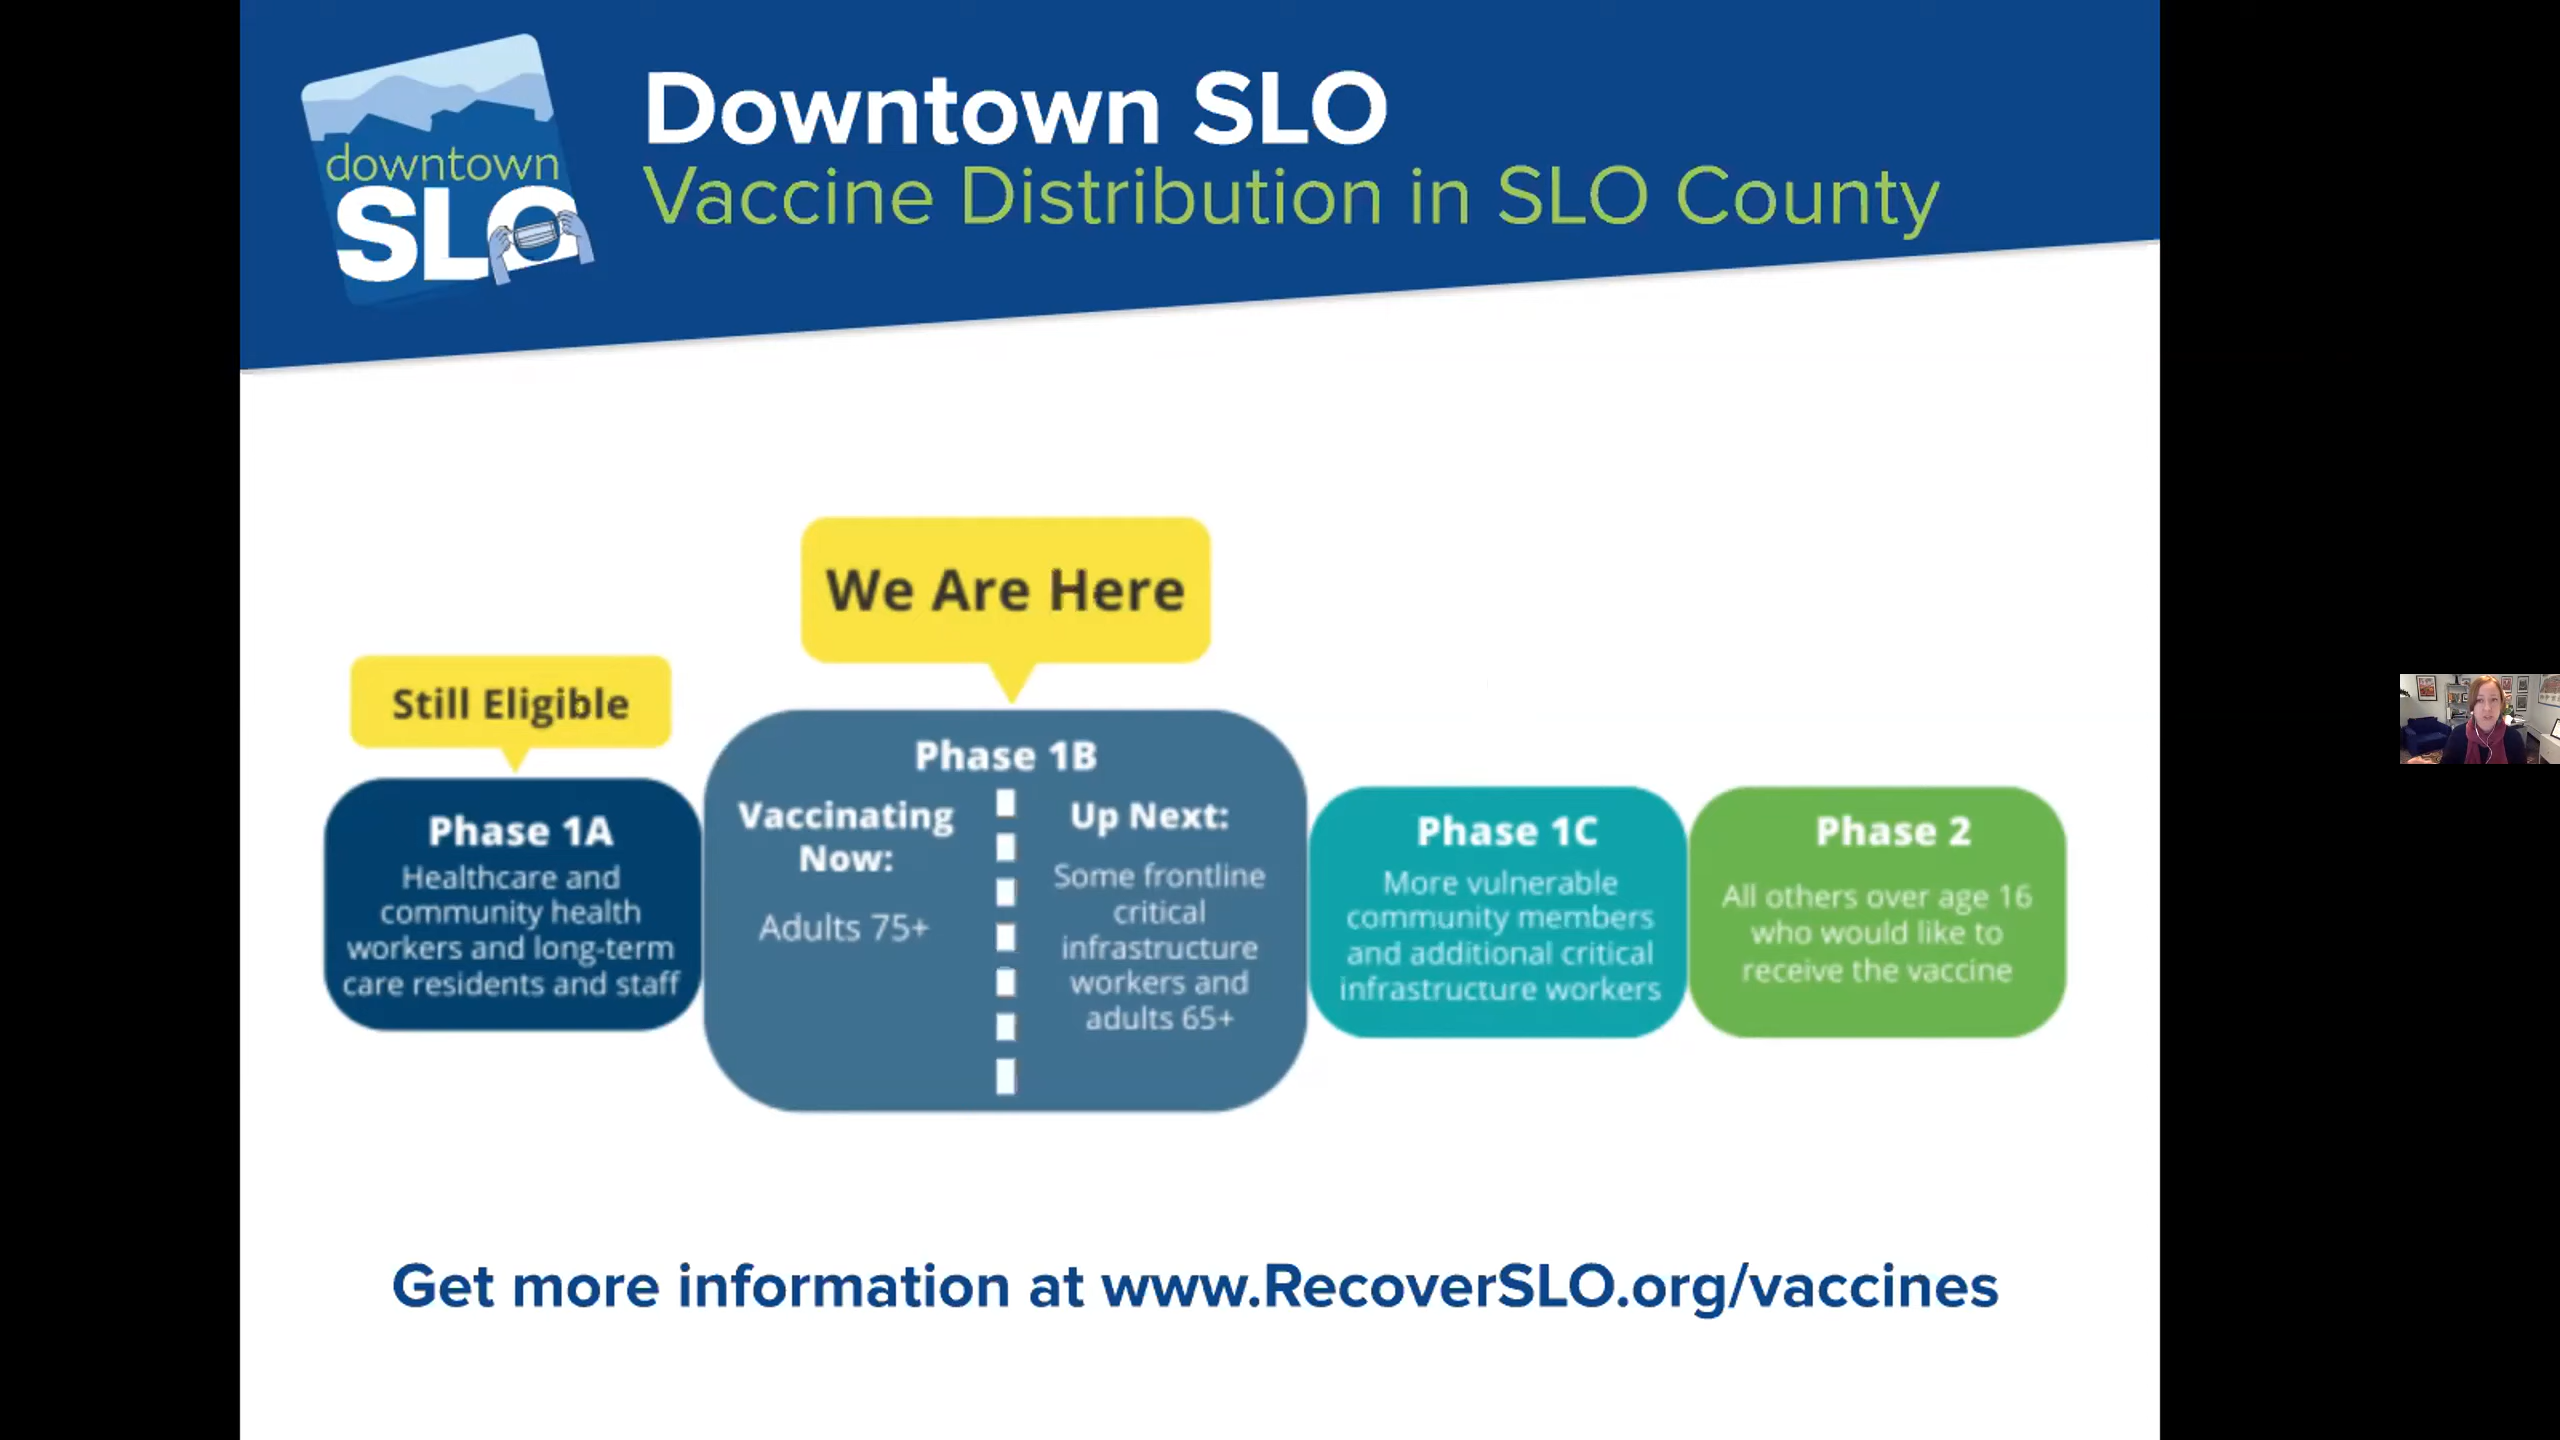 downtown
SLO
Downtown SLO
Vaccine Distribution in SLO County
We Are Here
Still Eligible
Phase 1A
Healthcare and
community health
workers and long-term
care residents and staff
Phase 1B
Vaccinating
Now:
Adults 75+
Up Next:
Some frontline
critical
infrastructure
workers and
adults 65+
Phase 1C
More vulnerable
community members
and additional critical
infrastructure workers
Phase 2
All others over age 16
who would like to
receive the vaccine
Get more information at www.RecoverSLO.org/vaccines